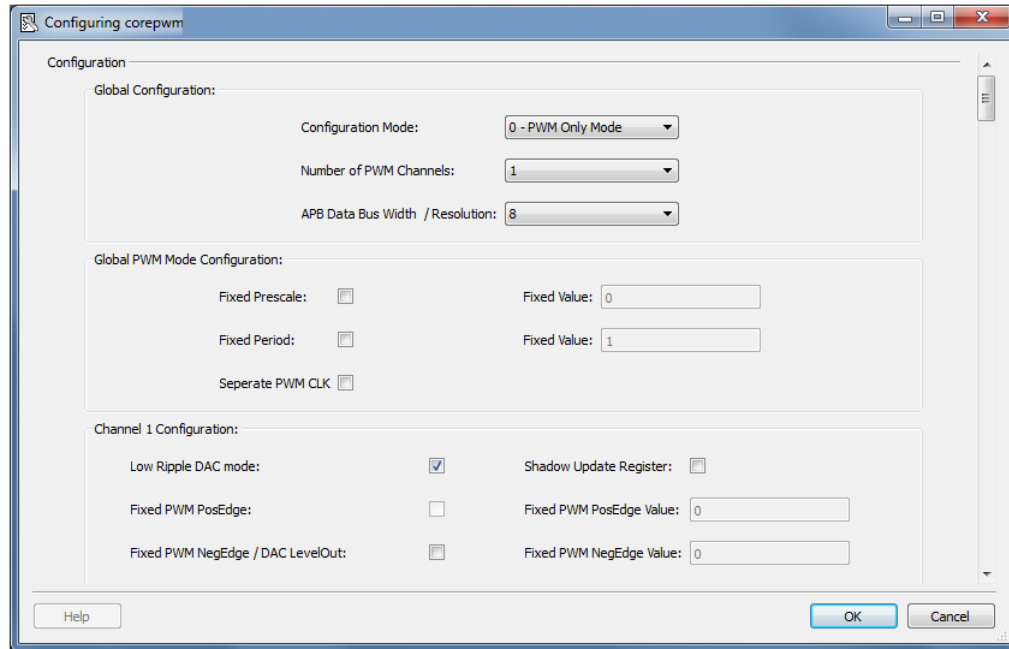 Configuring corepwm
Configuration
Global Configuration:
Configuration Mode: 0 - PWM Only Mode
Number of PWM Channels: 1
APB Data Bus Width / Resolution: 8
Global PWM Mode Configuration:
Fixed Prescale: Fixed Value: 0
Fixed Period: Fixed Value: 1
Seperate PWM CLK
Channel 1 Configuration:
Low Ripple DAC mode: Shadow Update Register:
Fixed PWM PosEdge: Fixed PWM PosEdge Value: 0
Fixed PWM NegEdge / DAC LevelOut: Fixed PWM NegEdge Value: 0
Help OK Cancel